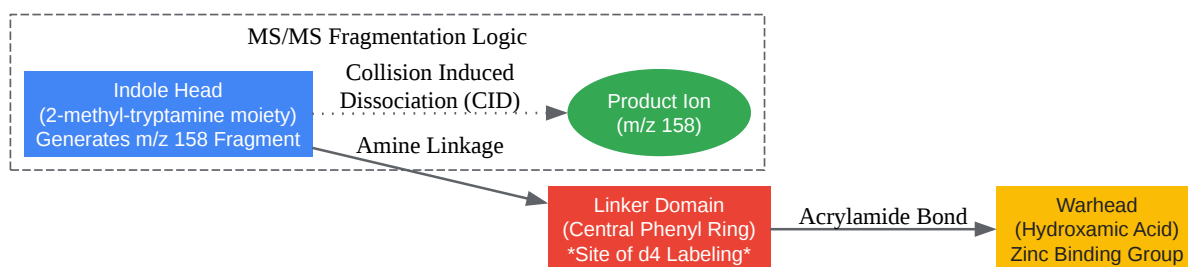 MS/MS Fragmentation Logic
Indole Head
(2-methyl-tryptamine moiety)
Generates m/z 158 Fragment
Collision Induced
Dissociation (CID)
Product Ion
(m/z 158)
Amine Linkage
Linker Domain
(Central Phenyl Ring)
*Site of d4 Labeling*
Acrylamide Bond
Warhead
(Hydroxamic Acid)
Zinc Binding Group